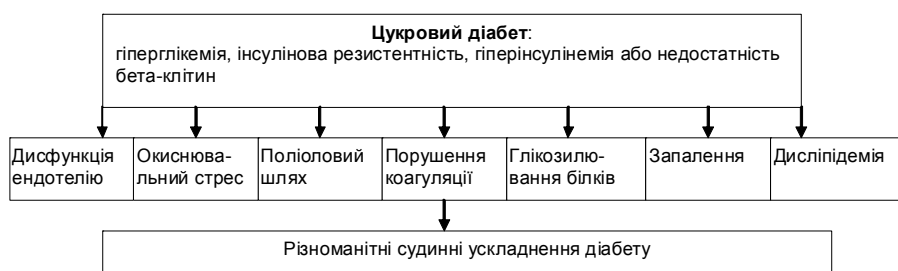 Цукровий діабет:
гіперглікемія, інсулінова резистентність, гіперінсулінемія або недостатність
бета-клітин
Дисфункція
ендотелію
Окиснюва-
льний стрес
Поліоловий
шлях
Порушення
коагуляції
Глікозилю-
вання білків
Запалення
Дисліпідемія
Різноманітні судинні ускладнення діабету